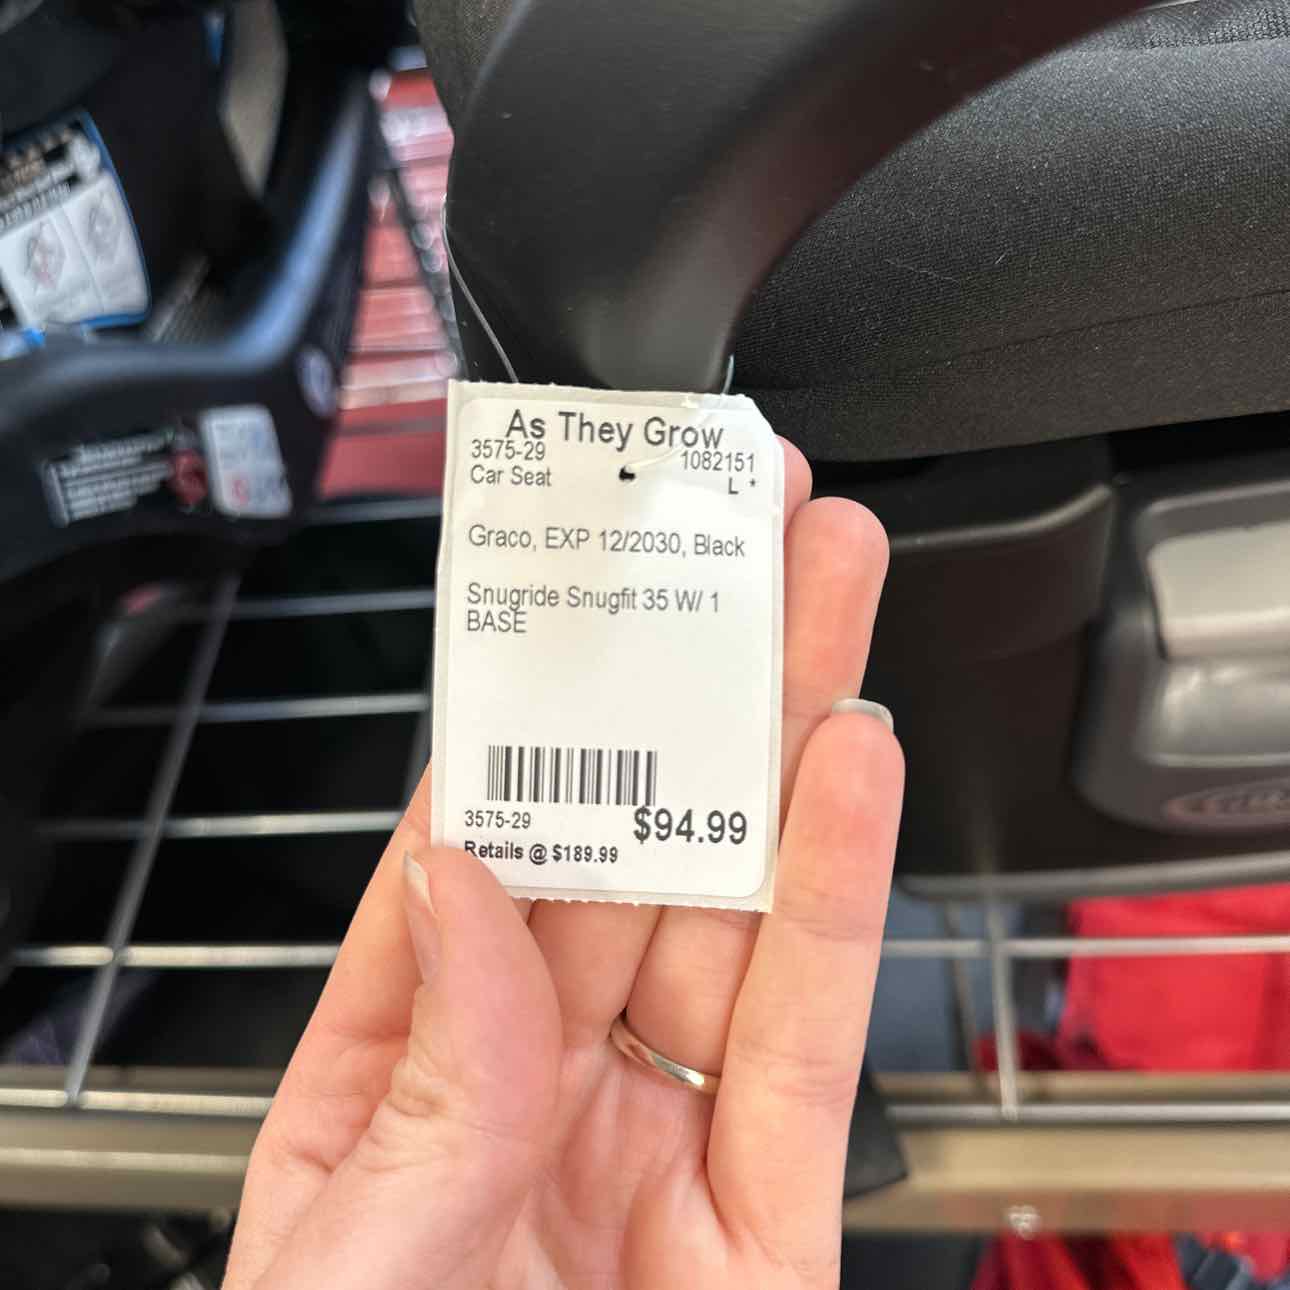 As They Grow
3575-29
1082151
Car Seat
L *
Graco, EXP 12/2030, Black
Snugride Snugfit 35 W/ 1
BASE
3575-29
$94.99
Retails @ $189.99